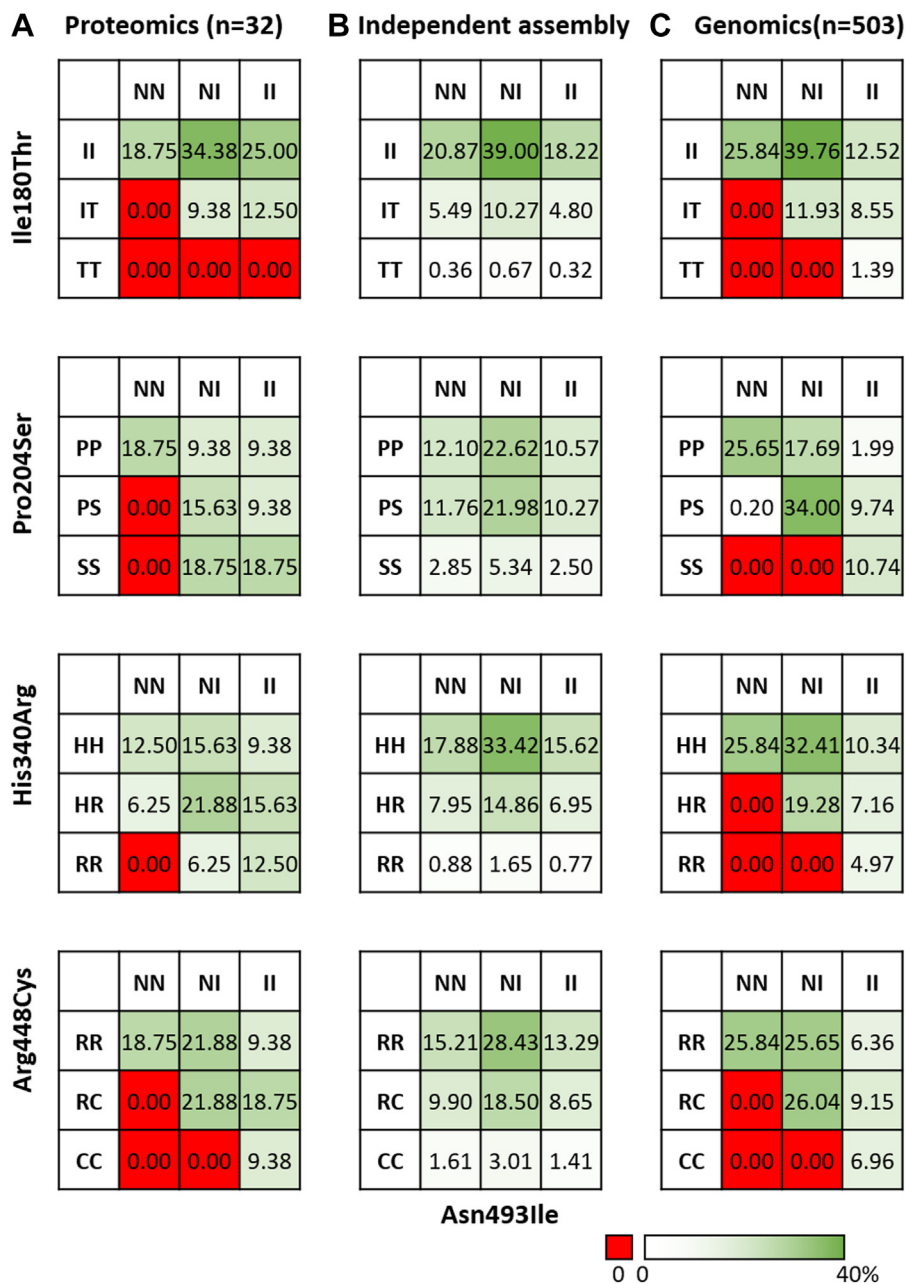 A Proteomics (n=32) B Independent assembly C Genomics(n=503)
Ile180Thr
NN NI II NN NI II NN NI II
II 18.75 34.38 25.00 II 20.87 39.00 18.22 II 25.84 39.76 12.52
IT 0.00 9.38 12.50 IT 5.49 10.27 4.80 IT 0.00 11.93 8.55
TT 0.00 0.00 0.00 TT 0.36 0.67 0.32 TT 0.00 0.00 1.39
Pro204Ser
NN NI II NN NI II NN NI II
PP 18.75 9.38 9.38 PP 12.10 22.62 10.57 PP 25.65 17.69 1.99
PS 0.00 15.63 9.38 PS 11.76 21.98 10.27 PS 0.20 34.00 9.74
SS 0.00 18.75 18.75 SS 2.85 5.34 2.50 SS 0.00 0.00 10.74
His340Arg
NN NI II NN NI II NN NI II
HH 12.50 15.63 9.38 HH 17.88 33.42 15.62 HH 25.84 32.41 10.34
HR 6.25 21.88 15.63 HR 7.95 14.86 6.95 HR 0.00 19.28 7.16
RR 0.00 6.25 12.50 RR 0.88 1.65 0.77 RR 0.00 0.00 4.97
Arg448Cys
NN NI II NN NI II NN NI II
RR 18.75 21.88 9.38 RR 15.21 28.43 13.29 RR 25.84 25.65 6.36
RC 0.00 21.88 18.75 RC 9.90 18.50 8.65 RC 0.00 26.04 9.15
CC 0.00 0.00 9.38 CC 1.61 3.01 1.41 CC 0.00 0.00 6.96
Asn493Ile
0 0 40%